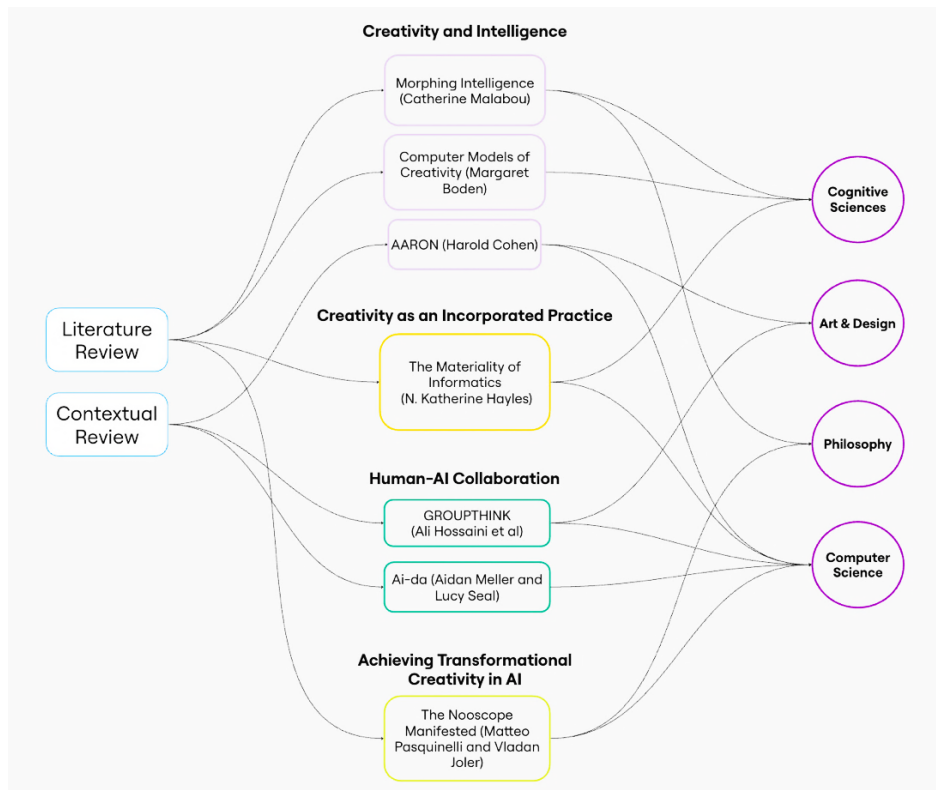 Creativity and Intelligence
Morphing Intelligence
(Catherine Malabou)
Computer Models of
Creativity (Margaret
Boden)
AARON (Harold Cohen)
Creativity as an Incorporated Practice
The Materiality of
Informatics
(N. Katherine Hayles)
Literature
Review
Contextual
Review
Human-AI Collaboration
GROUPTHINK
(Ali Hossaini et al)
Ai-da (Aidan Meller and
Lucy Seal)
Achieving Transformational
Creativity in AI
The Nooscope
Manifested (Matteo
Pasquinelli and Vladan
Joler)
Cognitive
Sciences
Art & Design
Philosophy
Computer
Science